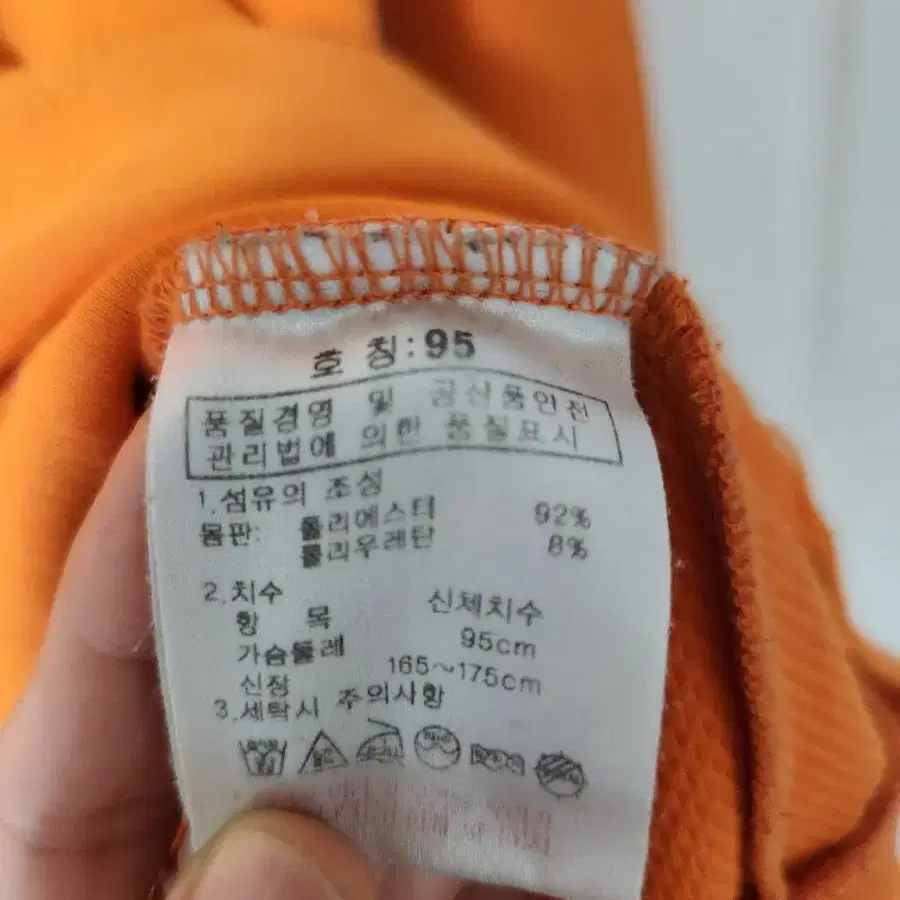 호 칭:95
품질경영 및 공산품안전
관리법에 의한 품질표시
1.섬유의 조성
몸판: 폴리에스터 92%
폴리우레탄 8%
2.치수
항 목 신체치수
가슴둘레 95cm
신정 165~175cm
3.세탁시 주의사항